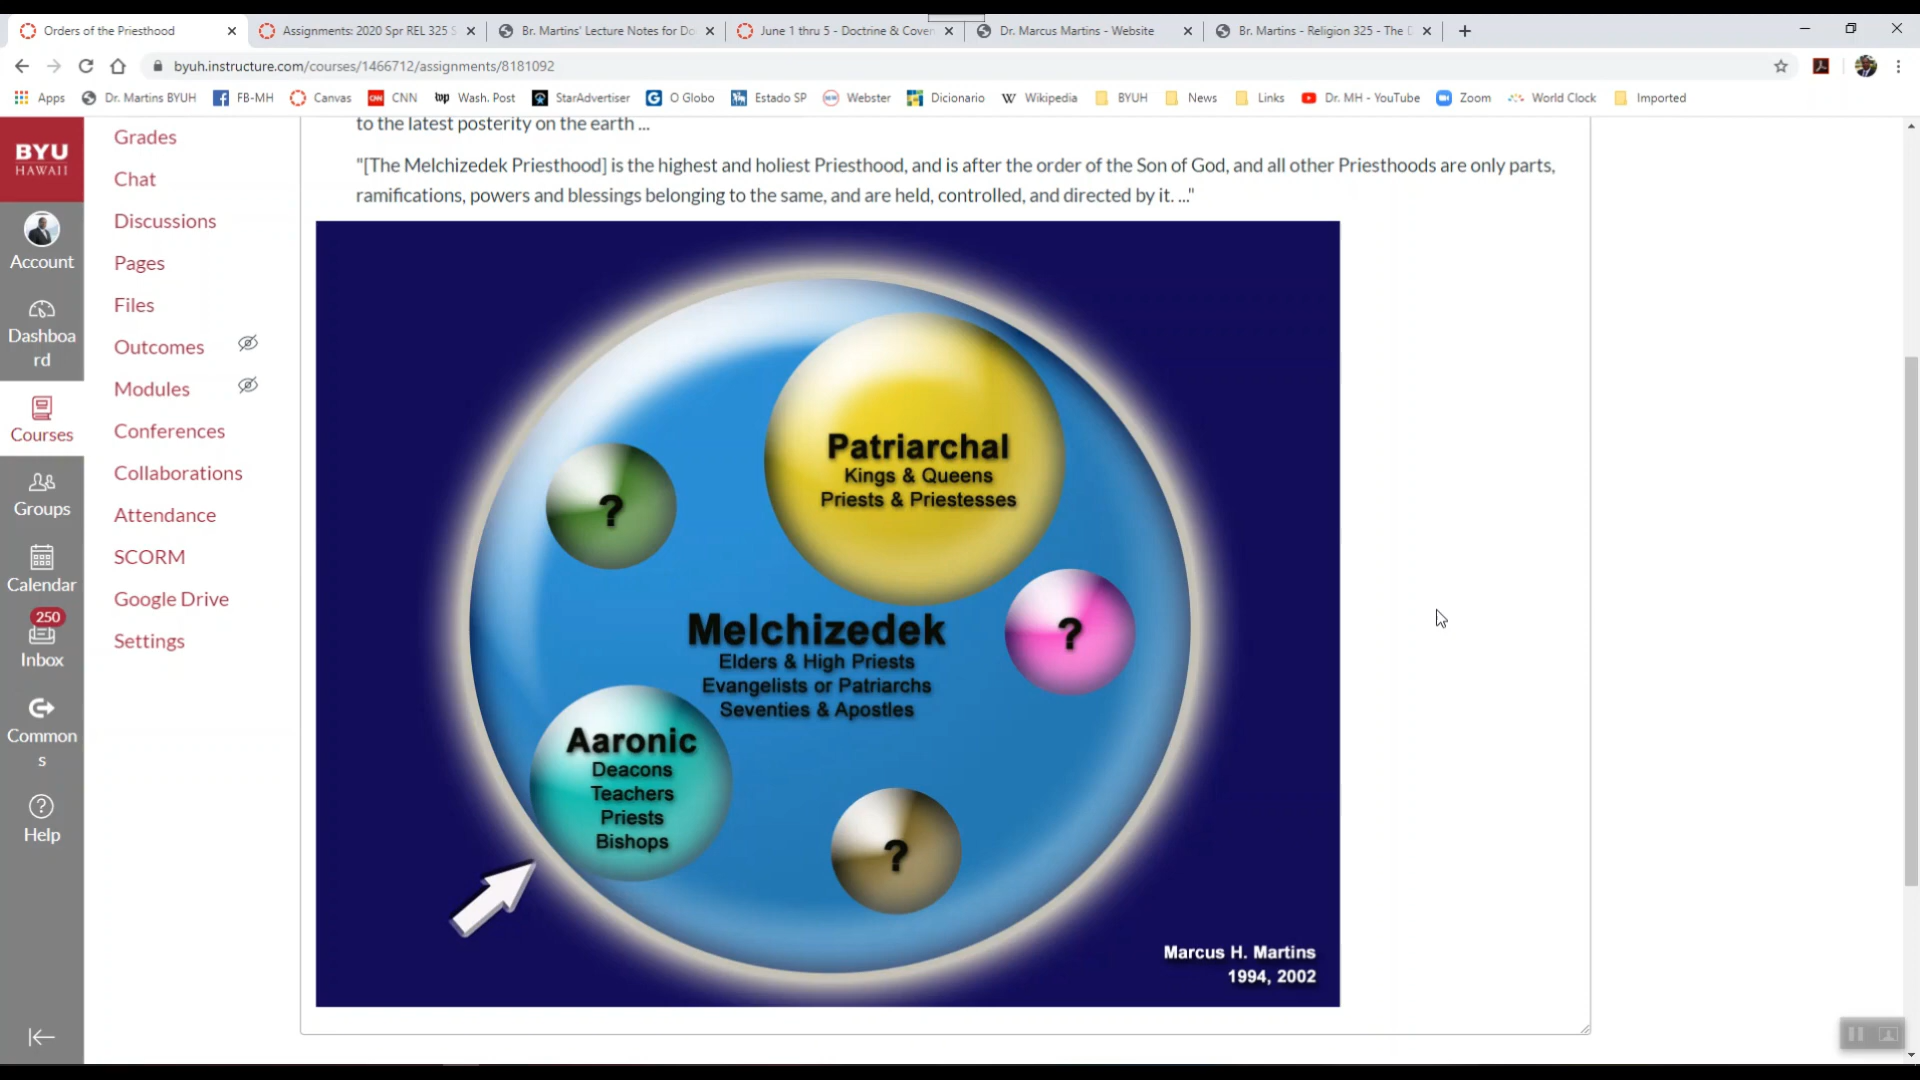 Orders of the Priesthood
Assignments: 2020 Spr REL 325 S
Br. Martins' Lecture Notes for Do
June 1 thru 5 - Doctrine & Coven
Dr. Marcus Martins - Website
Br. Martins - Religion 325 - The D
byuh.instructure.com/courses/1466712/assignments/8181092
Apps
Dr. Martins BYUH
FB-MH
Canvas
CNN
CNN
wp
Wash. Post
StarAdvertiser
O Globo
Estado SP
Webster
Dicionario
W
Wikipedia
BYUH
News
Links
Dr. MH - YouTube
Zoom
World Clock
Imported
BYU
HAWAII
Account
Dashboa
rd
Courses
Groups
Calendar
250
Inbox
Common
s
?
Help
Grades
Chat
Discussions
Pages
Files
Outcomes
Modules
Conferences
Collaborations
Attendance
SCORM
Google Drive
Settings
to the latest posterity on the earth ...
"[The Melchizedek Priesthood] is the highest and holiest Priesthood, and is after the order of the Son of God, and all other Priesthoods are only parts,
ramifications, powers and blessings belonging to the same, and are held, controlled, and directed by it. ..."
Patriarchal
Kings & Queens
Priests & Priestesses
?
?
Melchizedek
Elders & High Priests
Evangelists or Patriarchs
Seventies & Apostles
Aaronic
Deacons
Teachers
Priests
Bishops
?
Marcus H. Martins
1994, 2002